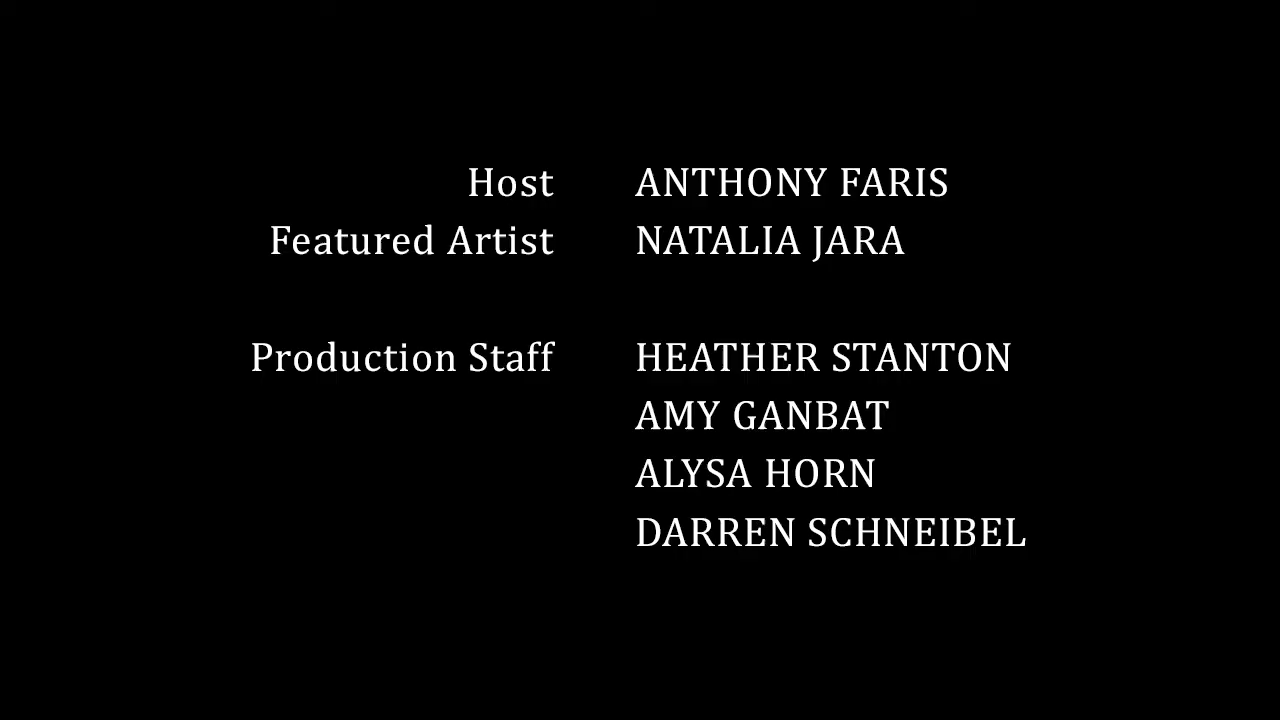 Host ANTHONY FARIS
Featured Artist NATALIA JARA
Production Staff HEATHER STANTON
AMY GANBAT
ALYSA HORN
DARREN SCHNEIBEL